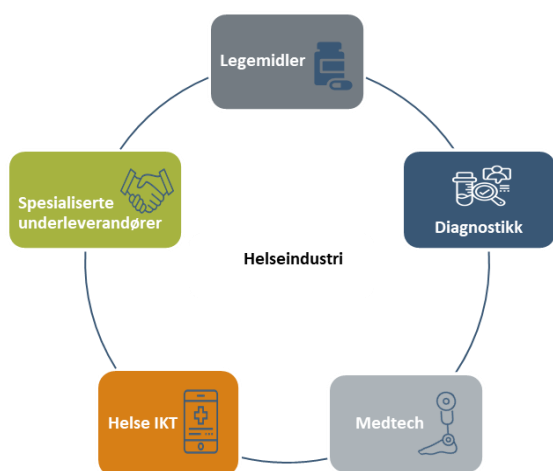 Legemidler
Spesialiserte
underleverandører
Diagnostikk
Helseindustri
Helse IKT
Medtech